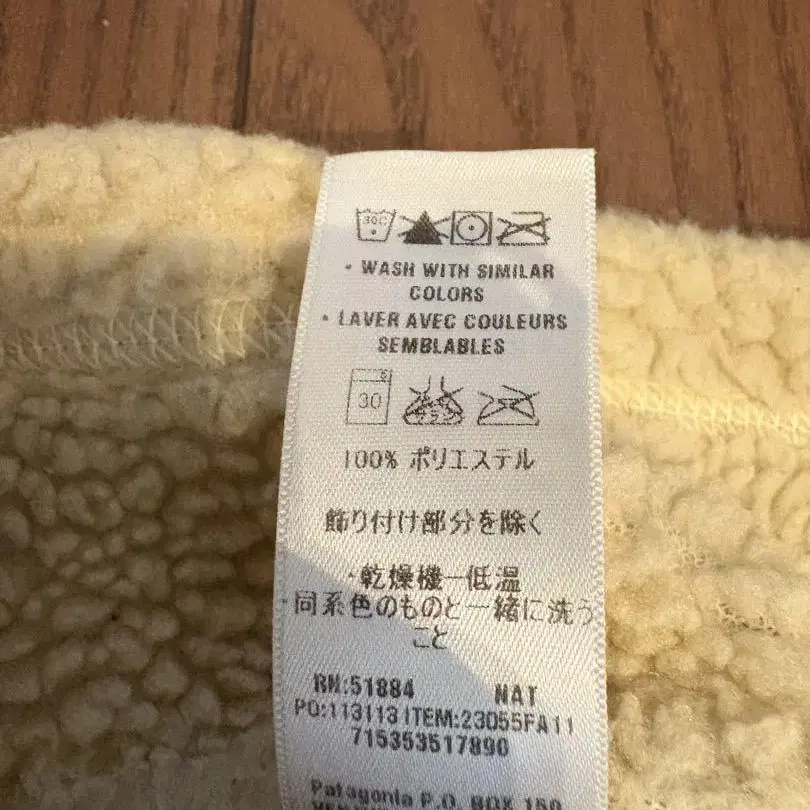 30C
• WASH WITH SIMILAR
COLORS
• LAVER AVEC COULEURS
SEMBLABLES
30
100% ポリエステル
飾り付け部分を除く
・乾燥機一低温
・同系色のものと一緒に洗う
こと
RN:51884 NAT
PO:113113 ITEM:23055FA11
715353517890
Patagonia P.O. BOX 150